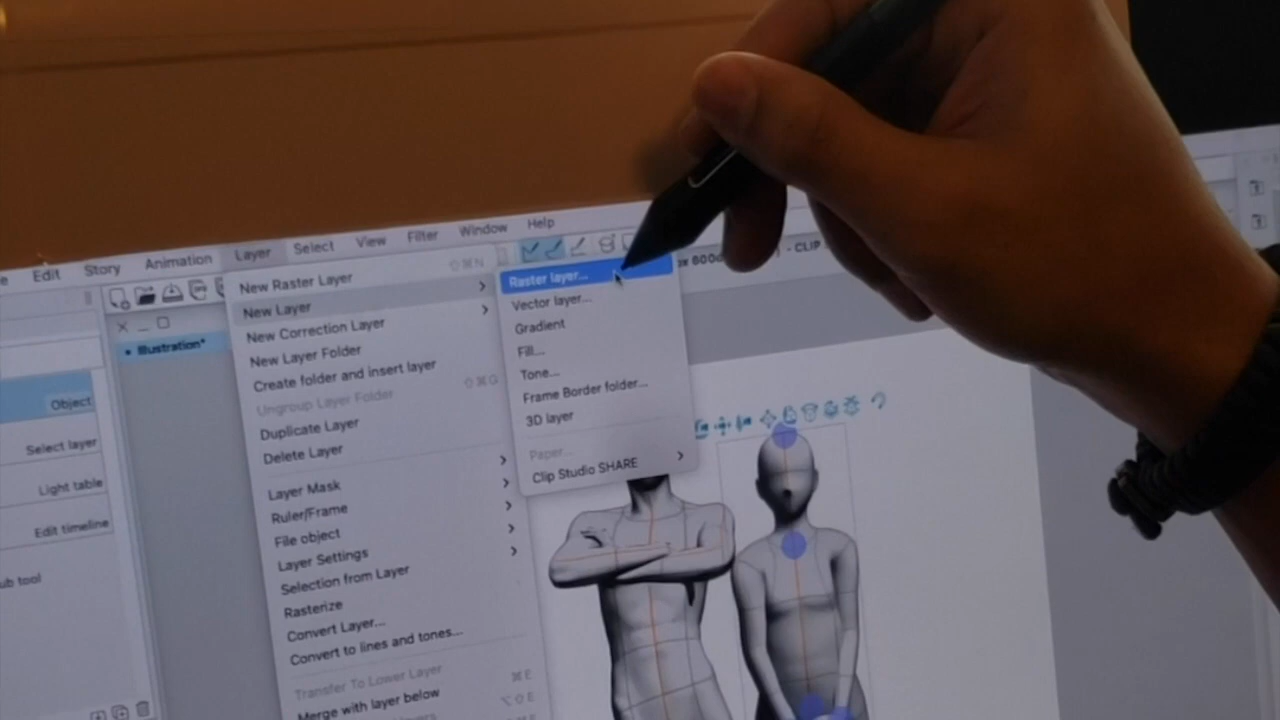 Edit Story Animation Layer Select View Filter Window Help
- CLIP
Illustration*
Object
Select layer
Light table
Edit timeline
ub tool
New Raster Layer ⇧⌘N
New Layer
New Correction Layer
New Layer Folder
Create folder and insert layer
Ungroup Layer Folder ⇧⌘G
Duplicate Layer
Delete Layer
Layer Mask
Ruler/Frame
File object
Layer Settings
Selection from Layer
Rasterize
Convert Layer...
Convert to lines and tones...
Transfer To Lower Layer ⌘E
Merge with layer below ⌥⇧E
Raster layer...
Vector layer...
Gradient
Fill...
Tone...
Frame Border folder...
3D layer
Paper...
Clip Studio SHARE